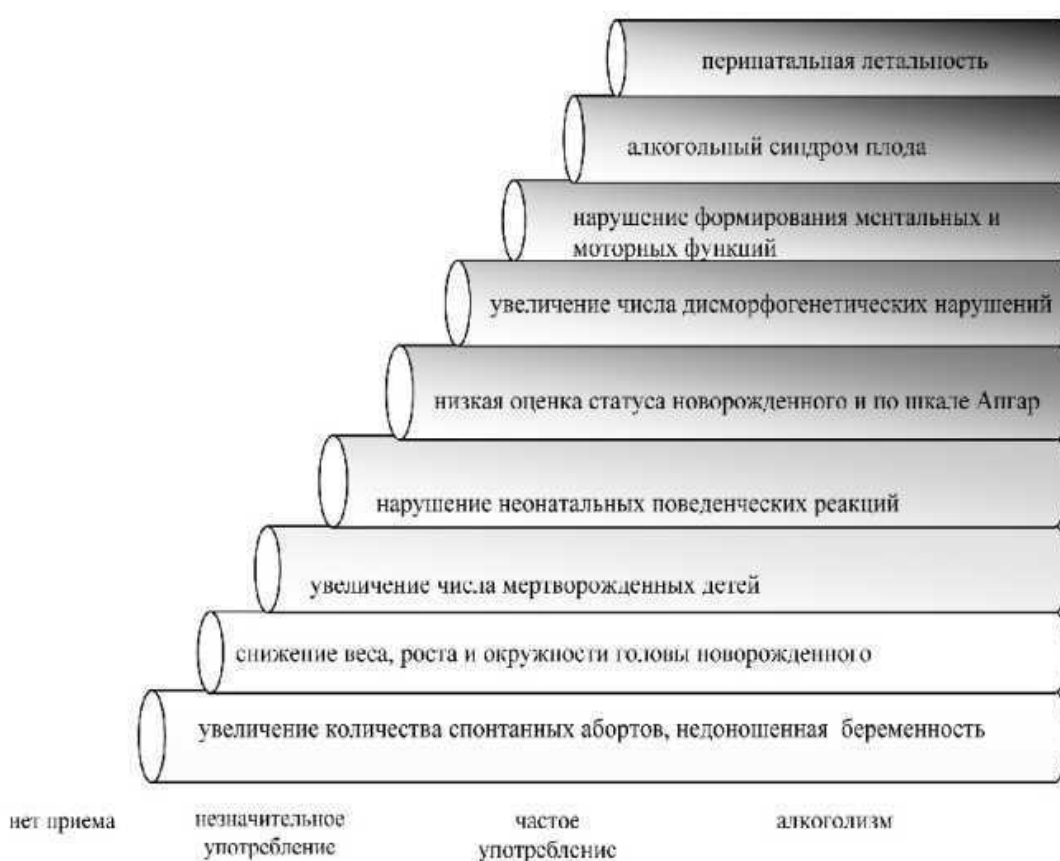 перинатальная летальность
алкогольный синдром плода
нарушение формирования ментальных и
моторных функций
увеличение числа дисморфогенетических нарушений
низкая оценка статуса новорожденного и по шкале Апгар
нарушение неонатальных поведенческих реакций
увеличение числа мертворожденных детей
снижение веса, роста и окружности головы новорожденного
увеличение количества спонтанных абортов, недоношенная беременность
нет приема
незначительное
употребление
частое
употребление
алкоголизм